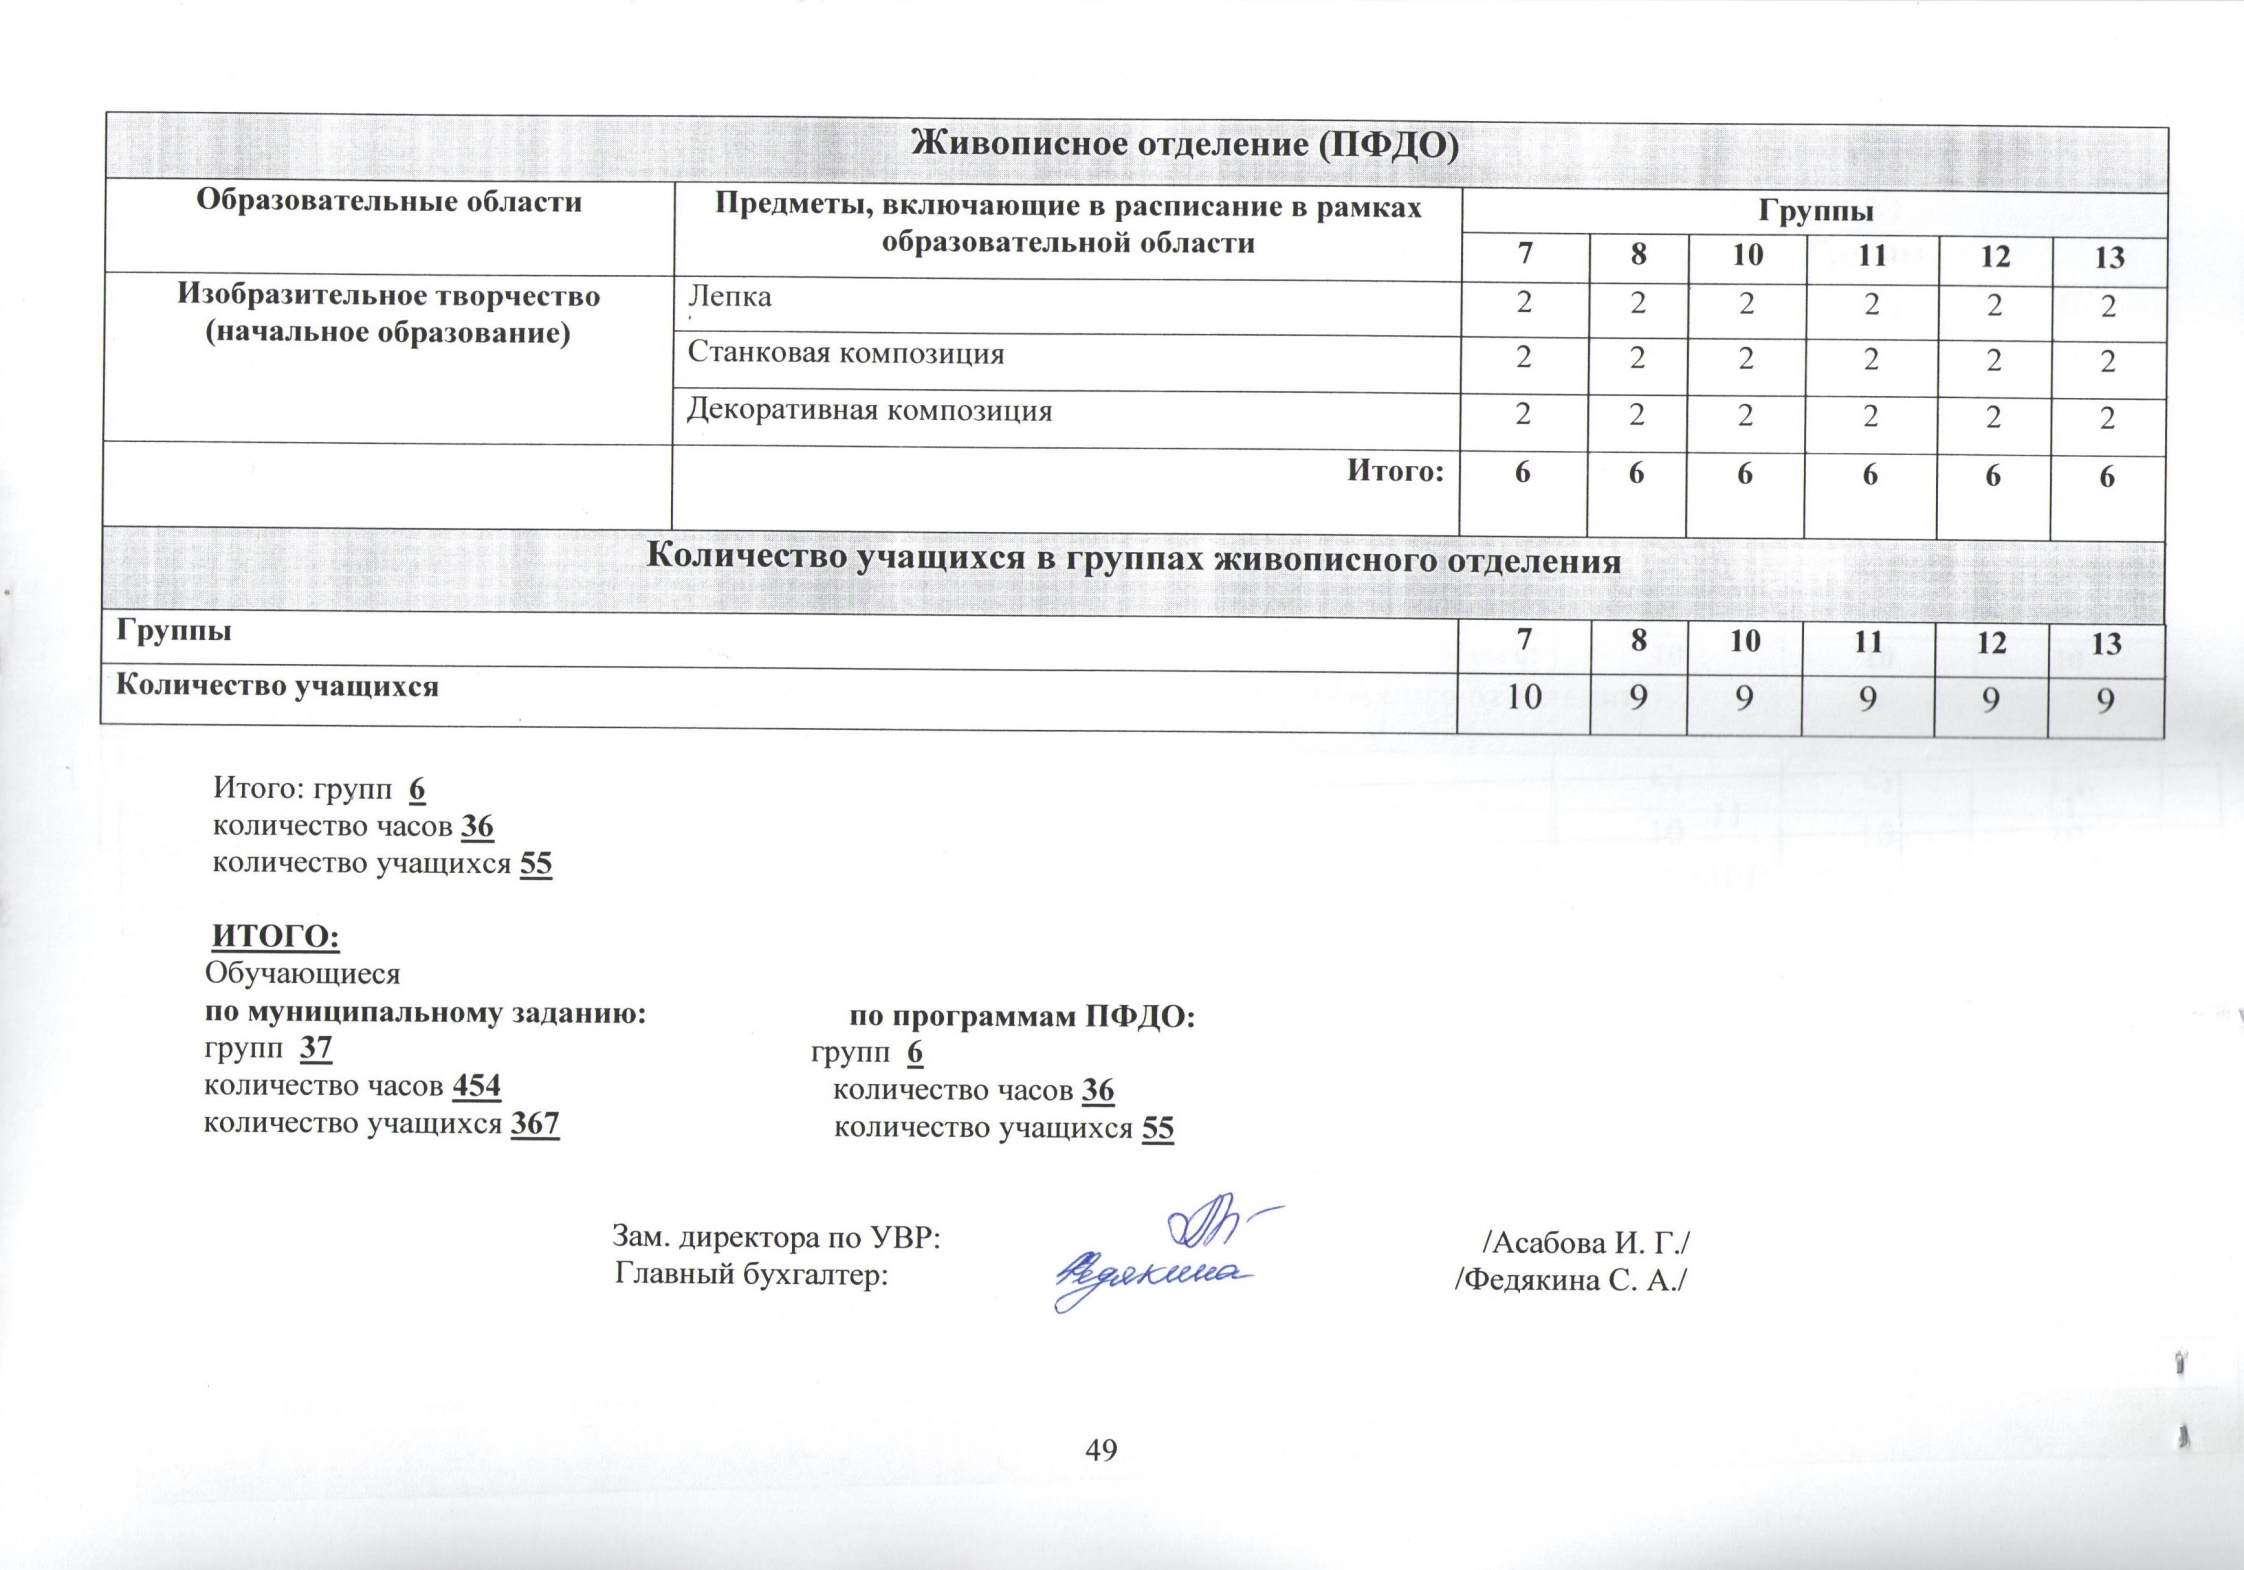 Живописное отделение (ПФДО)
Образовательные области
Предметы, включающие в расписание в рамках
образовательной области
Группы
7 8 10 11 12 13
Изобразительное творчество
(начальное образование)
Лепка 2 2 2 2 2 2
Станковая композиция 2 2 2 2 2 2
Декоративная композиция 2 2 2 2 2 2
Итого: 6 6 6 6 6 6
Количество учащихся в группах живописного отделения
Группы 7 8 10 11 12 13
Количество учащихся 10 9 9 9 9 9
Итого: групп 6
количество часов 36
количество учащихся 55
ИТОГО:
Обучающиеся
по муниципальному заданию: по программам ПФДО:
групп 37 групп 6
количество часов 454 количество часов 36
количество учащихся 367 количество учащихся 55
Зам. директора по УВР: /Асабова И. Г./
Главный бухгалтер: Федякина /Федякина С. А./
49